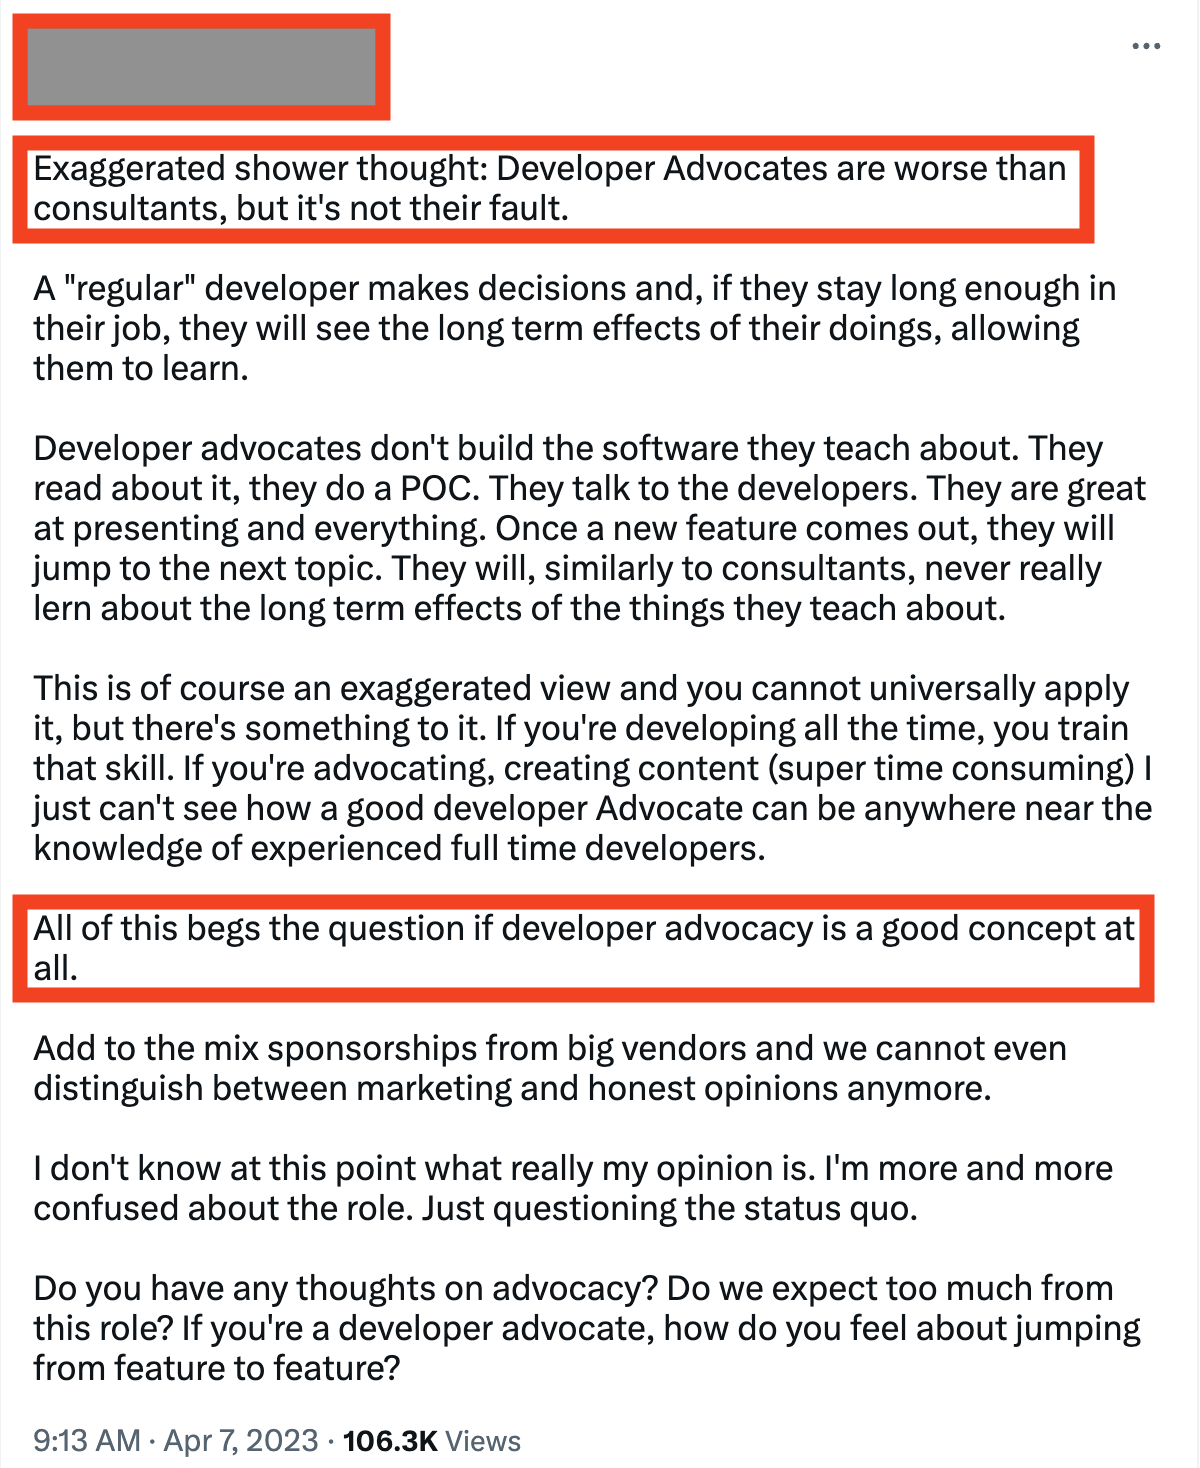 Exaggerated shower thought: Developer Advocates are worse than
consultants, but it's not their fault.
A "regular" developer makes decisions and, if they stay long enough in
their job, they will see the long term effects of their doings, allowing
them to learn.
Developer advocates don't build the software they teach about. They
read about it, they do a POC. They talk to the developers. They are great
at presenting and everything. Once a new feature comes out, they will
jump to the next topic. They will, similarly to consultants, never really
lern about the long term effects of the things they teach about.
This is of course an exaggerated view and you cannot universally apply
it, but there's something to it. If you're developing all the time, you train
that skill. If you're advocating, creating content (super time consuming) I
just can't see how a good developer Advocate can be anywhere near the
knowledge of experienced full time developers.
All of this begs the question if developer advocacy is a good concept at
all.
Add to the mix sponsorships from big vendors and we cannot even
distinguish between marketing and honest opinions anymore.
I don't know at this point what really my opinion is. I'm more and more
confused about the role. Just questioning the status quo.
Do you have any thoughts on advocacy? Do we expect too much from
this role? If you're a developer advocate, how do you feel about jumping
from feature to feature?
9:13 AM · Apr 7, 2023 · 106.3K Views